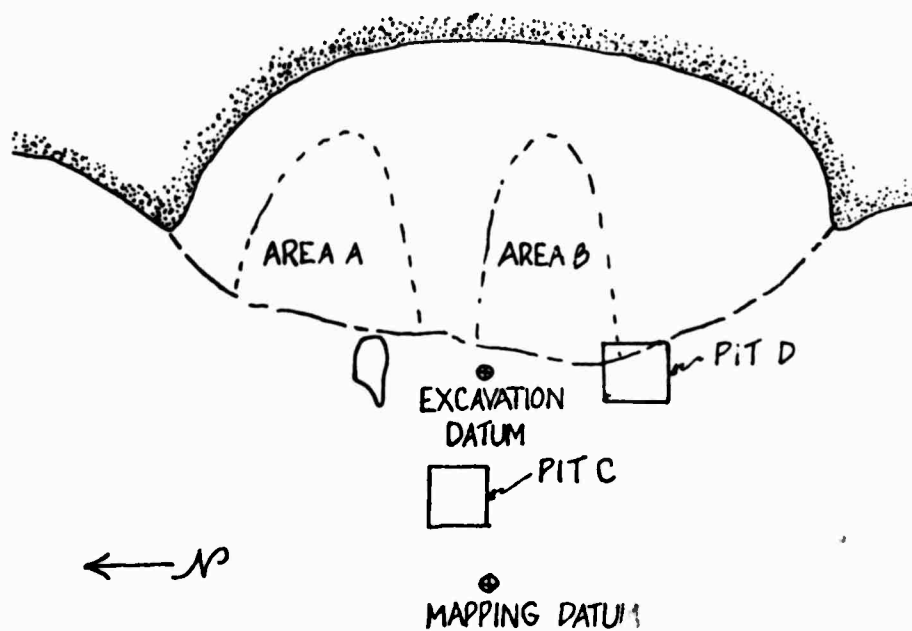 AREA A
AREA B
PIT D
EXCAVATION
DATUM
PIT C
N
MAPPING DATUM